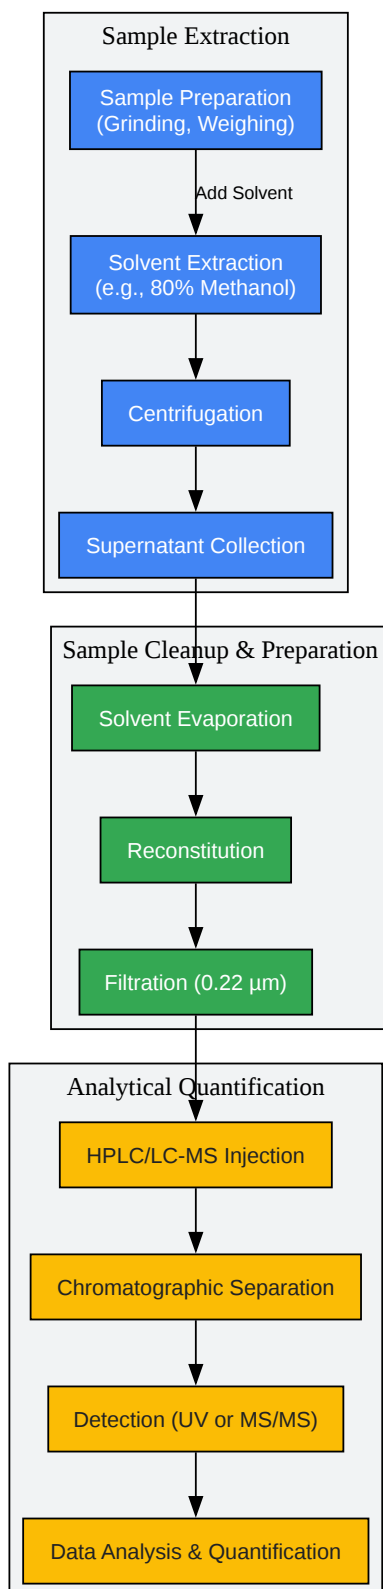 Sample Extraction
Sample Preparation
(Grinding, Weighing)
Add Solvent
Solvent Extraction
(e.g., 80% Methanol)
Centrifugation
Supernatant Collection
Sample Cleanup & Preparation
Solvent Evaporation
Reconstitution
Filtration (0.22 µm)
Analytical Quantification
HPLC/LC-MS Injection
Chromatographic Separation
Detection (UV or MS/MS)
Data Analysis & Quantification